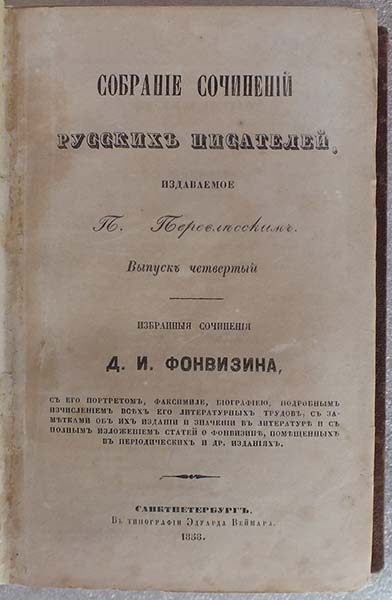 СОБРАНІЕ СОЧИНЕНІЙ
РУССКИХЪ ПИСАТЕЛЕЙ,
ИЗДАВАЕМОЕ
П. Перевлѣсскимъ.
Выпускъ четвертый
ИЗБРАННЫЯ СОЧИНЕНІЯ
Д. И. ФОНВИЗИНА,
СЪ ЕГО ПОРТРЕТОМЪ, ФАКСИМИЛЕ, БІОГРАФІЕЮ, ПОДРОБНЫМЪ
ИЗЧИСЛЕНІЕМЪ ВСѢХЪ ЕГО ЛИТЕРАТУРНЫХЪ ТРУДОВЪ, СЪ ЗА-
МѢТКАМИ ОБЪ ИХЪ ИЗДАНІИ И ЗНАЧЕНІИ ВЪ ЛИТЕРАТУРѢ И СЪ
ПОЛНЫМЪ ИЗЛОЖЕНІЕМЪ СТАТЕЙ О ФОНВИЗИНѢ, ПОМѢЩЕННЫХЪ
ВЪ ПЕРІОДИЧЕСКИХЪ И ДР. ИЗДАНІЯХЪ.
САНКТПЕТЕРБУРГЪ.
Въ типографіи Эдуарда Веймара.
1858.